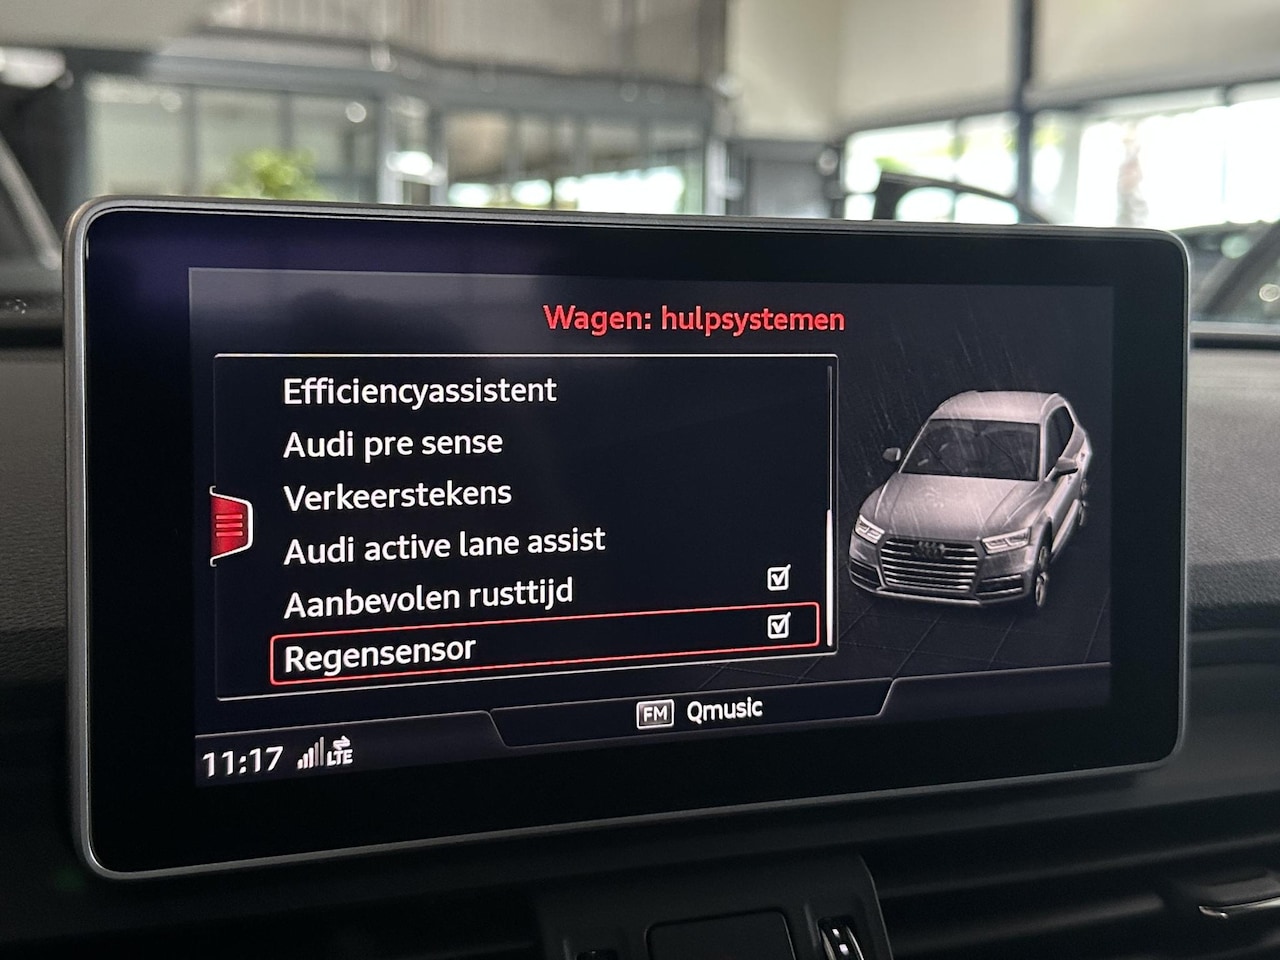 Wagen: hulpsystemen
Efficiencyassistent
Audi pre sense
Verkeerstekens
Audi active lane assist
Aanbevolen rusttijd
Regensensor
FM Qmusic
11:17 LTE